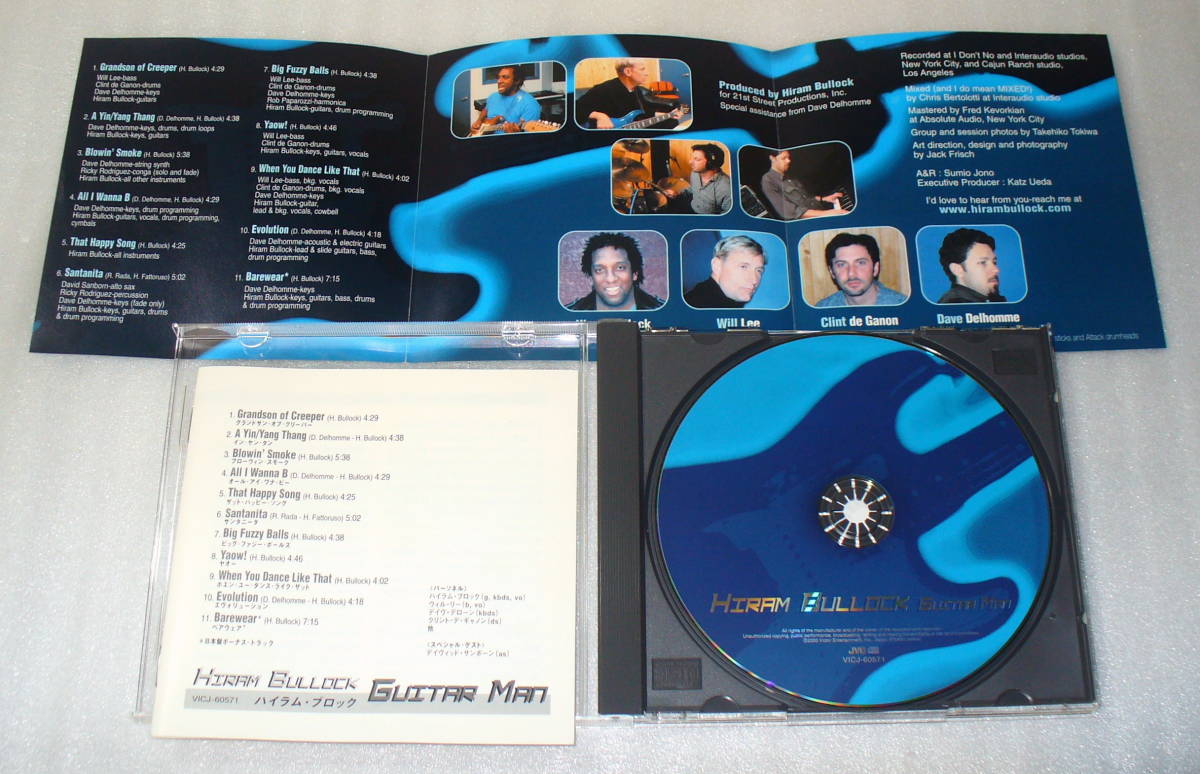 1. Grandson of Creeper (H. Bullock) 4:29
Will Lee-bass
Clint de Ganon-drums
Dave Delhomme-keys
Hiram Bullock-guitars
2. A Yin/Yang Thang (D. Delhomme, H. Bullock) 4:38
Dave Delhomme-keys, drums, drum loops
Hiram Bullock-keys, guitars
3. Blowin' Smoke (H. Bullock) 5:38
Dave Delhomme-string synth
Ricky Rodriguez-conga (solo and fade)
Hiram Bullock-all other instruments
4. All I Wanna B (D. Delhomme, H. Bullock) 4:29
Dave Delhomme-keys, drum programming
Hiram Bullock-guitars, vocals, drum programming,
cymbals
5. That Happy Song (H. Bullock) 4:25
Hiram Bullock-all instruments
6. Santanita (R. Rada, H. Fattoruso) 5:02
David Sanborn-alto sax
Ricky Rodriguez-percussion
Dave Delhomme-keys (fade only)
Hiram Bullock-keys, guitars, drums
& drum programming
7. Big Fuzzy Balls (H. Bullock) 4:38
Will Lee-bass
Clint de Ganon-drums
Dave Delhomme-keys
Rob Paparozzi-harmonica
Hiram Bullock-guitars, drum programming
8. Yaow! (H. Bullock) 4:46
Will Lee-bass
Clint de Ganon-drums
Hiram Bullock-keys, guitars, vocals
9. When You Dance Like That (H. Bullock) 4:02
Will Lee-bass, bkg. vocals
Clint de Ganon-drums, bkg. vocals
Dave Delhomme-keys
Hiram Bullock-guitar,
lead & bkg. vocals, cowbell
10. Evolution (D. Delhomme, H. Bullock) 4:18
Dave Delhomme-acoustic & electric guitars
Hiram Bullock-lead & slide guitars, bass,
drum programming
11. Barewear* (H. Bullock) 7:15
Dave Delhomme-keys
Hiram Bullock-keys, guitars, bass, drums
& drum programming
Produced by Hiram Bullock
for 21st Street Productions, Inc.
Special assistance from Dave Delhomme
Recorded at I Don't No and Interaudio studios,
New York City, and Cajun Ranch studio,
Los Angeles
Mixed (and I do mean MIXED!)
by Chris Bertolotti at Interaudio studio
Mastered by Fred Kevorkian
at Absolute Audio, New York City
Group and session photos by Takehiko Tokiwa
Art direction, design and photography
by Jack Frisch
A&R : Sumio Jono
Executive Producer : Katz Ueda
I'd love to hear from you-reach me at
www.hirambullock.com
Will Lee
Clint de Ganon
Dave Delhomme
sticks and Attack drumheads
1. Grandson of Creeper (H. Bullock) 4:29
グランドサン・オブ・クリーパー
2. A Yin/Yang Thang (D. Delhomme - H. Bullock) 4:38
イン・ヤン・タン
3. Blowin' Smoke (H. Bullock) 5:38
ブローウィン・スモーク
4. All I Wanna B (D. Delhomme - H. Bullock) 4:29
オール・アイ・ワナ・ビー
5. That Happy Song (H. Bullock) 4:25
ザット・ハッピー・ソング
6. Santanita (R. Rada - H. Fattoruso) 5:02
サンタニータ
7. Big Fuzzy Balls (H. Bullock) 4:38
ビッグ・ファジー・ボールズ
8. Yaow! (H. Bullock) 4:46
ヤオー
9. When You Dance Like That (H. Bullock) 4:02
ホエン・ユー・ダンス・ライク・ザット
10. Evolution (D. Delhomme - H. Bullock) 4:18
エヴォリューション
11. Barewear* (H. Bullock) 7:15
ベアウェア*
*日本盤ボーナス・トラック
〈パーソネル〉
ハイラム・ブロック(g, kbds, vo)
ウィル・リー(b, vo)
デイヴ・デローン(kbds)
クリント・デ・ギャノン(ds)
他
〈スペシャル・ゲスト〉
デイヴィッド・サンボーン(as)
HIRAM BULLOCK GUITAR MAN
VICJ-60571 ハイラム・ブロック
HIRAM BULLOCK GUITAR MAN
JVC
VICJ-60571